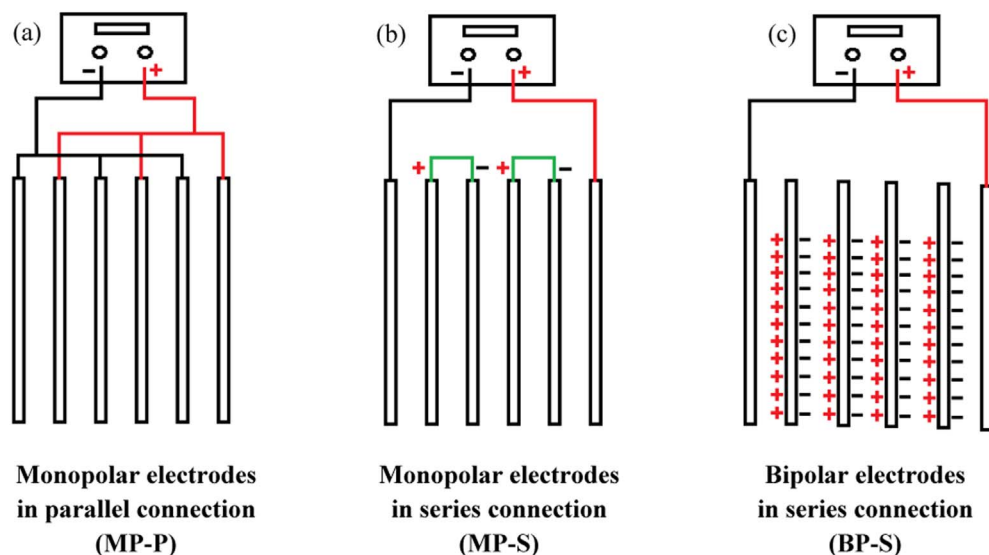 (a)
- +
(b)
- +
+ - + -
(c)
- +
+ - + - + - + -
+ - + - + - + -
+ - + - + - + -
+ - + - + - + -
+ - + - + - + -
+ - + - + - + -
+ - + - + - + -
+ - + - + - + -
+ - + - + - + -
+ - + - + - + -
+ - + - + - + -
Monopolar electrodes
in parallel connection
(MP-P)
Monopolar electrodes
in series connection
(MP-S)
Bipolar electrodes
in series connection
(BP-S)